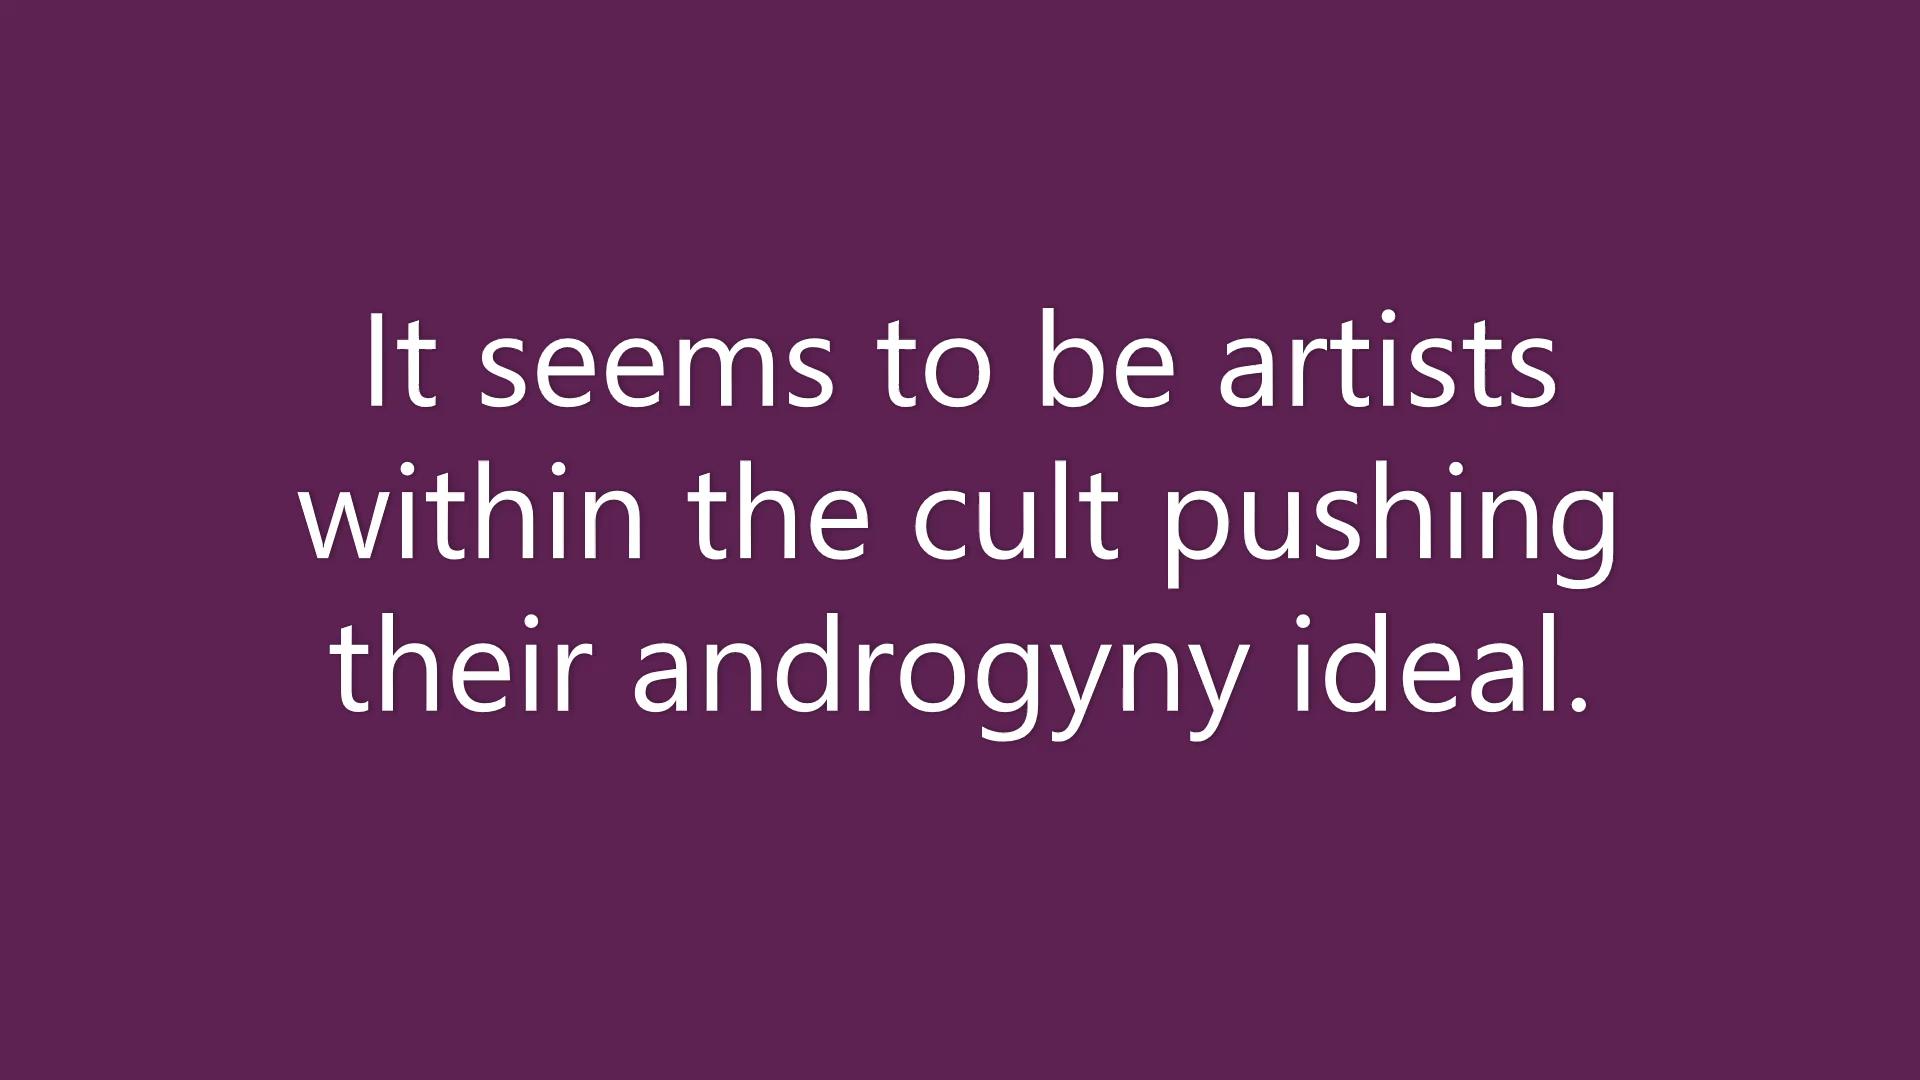 It seems to be artists
within the cult pushing
their androgyny ideal.